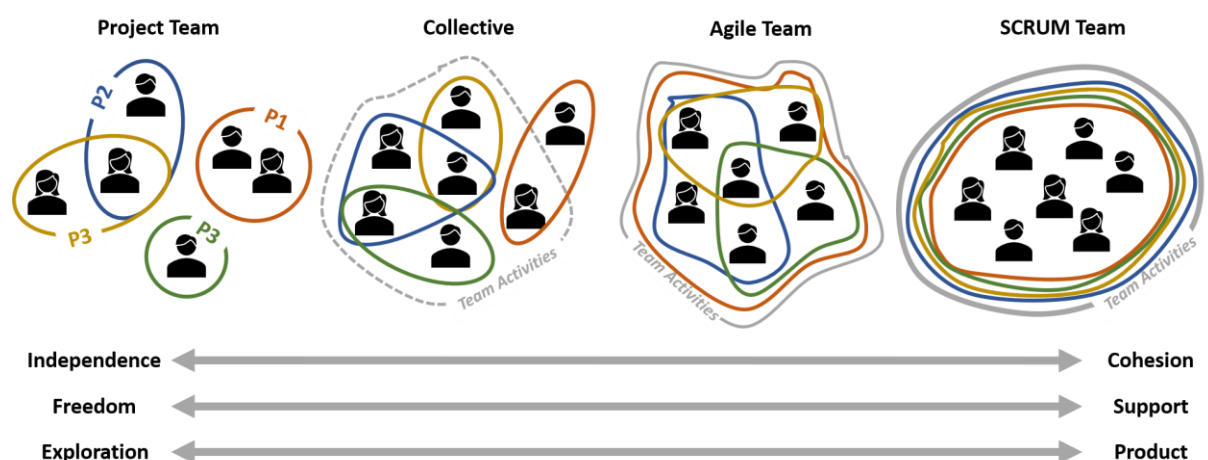 Project Team
Collective
Agile Team
SCRUM Team
P2
P1
P3
P3
Team Activities
Team Activities
Team Activities
Independence
Cohesion
Freedom
Support
Exploration
Product